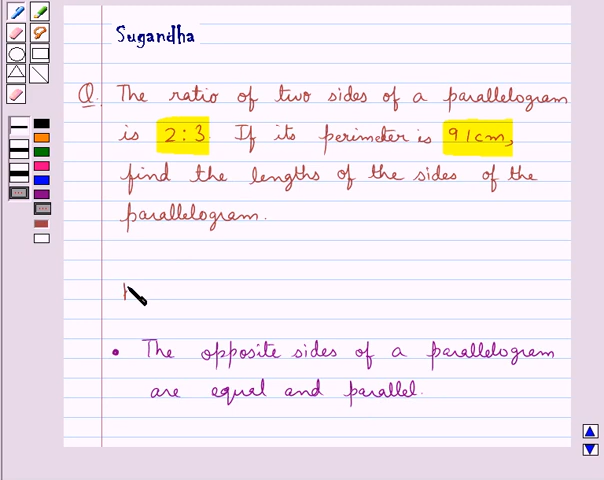 Sugandha
Q. The ratio of two sides of a parallelogram
is 2:3. If its perimeter is 91cm,
find the lengths of the sides of the
parallelogram.
• The opposite sides of a parallelogram
are equal and parallel.